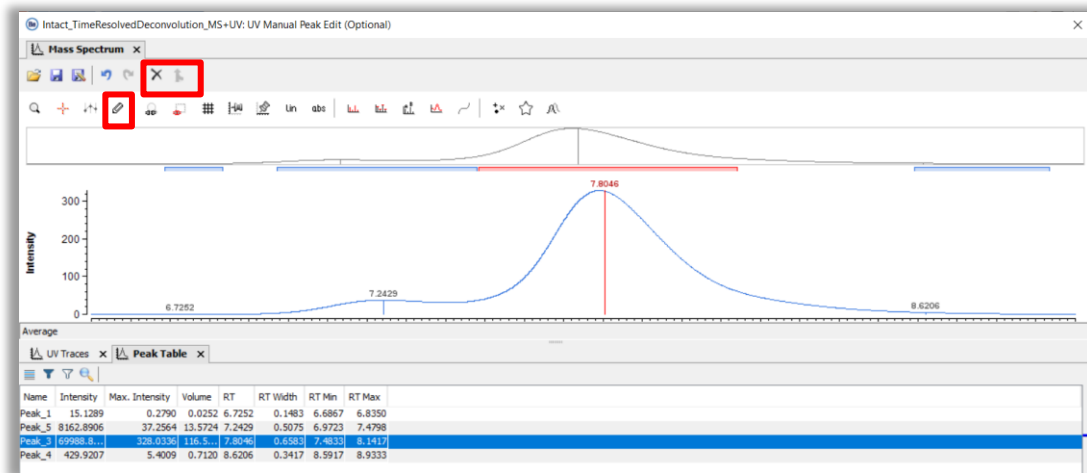 Intact_TimeResolvedDeconvolution_MS+UV: UV Manual Peak Edit (Optional)
Mass Spectrum
Lin abc
7.8046
300
200
100
0
Intensity
6.7252
7.2429
8.6206
Average
UV Traces Peak Table
Name Intensity Max. Intensity Volume RT RT Width RT Min RT Max
Peak_1 15.1289 0.2790 0.0252 6.7252 0.1483 6.6867 6.8350
Peak_5 8162.8906 37.2564 13.5724 7.2429 0.5075 6.9723 7.4798
Peak_3 69988.8... 328.0336 116.5... 7.8046 0.6583 7.4833 8.1417
Peak_4 429.9207 5.4009 0.7120 8.6206 0.3417 8.5917 8.9333